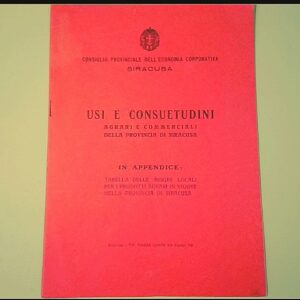 CONSIGLIO PROVINCIALE DELL'ECONOMIA CORPORATIVA
SIRACUSA
USI E CONSUETUDINI
AGRARI E COMMERCIALI
DELLA PROVINCIA DI SIRACUSA
IN APPENDICE:
TABELLA DELLE MISURE LOCALI
PER I PRODOTTI AGRARI IN VIGORE
NELLA PROVINCIA DI SIRACUSA